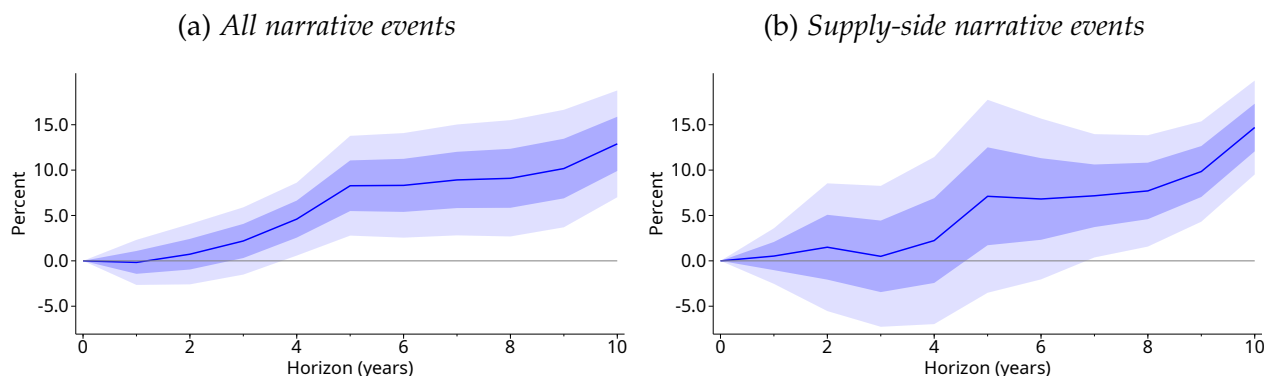 (a) All narrative events
Percent
15.0
10.0
5.0
0.0
-5.0
0 2 4 6 8 10
Horizon (years)
(b) Supply-side narrative events
Percent
15.0
10.0
5.0
0.0
-5.0
0 2 4 6 8 10
Horizon (years)